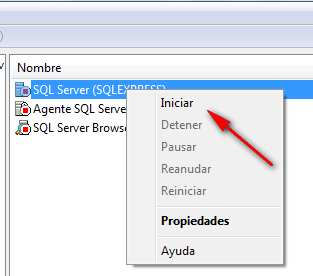 Nombre
SQL Server (SQLEXPRESS)
Agente SQL Serve
SQL Server Browse
Iniciar
Detener
Pausar
Reanudar
Reiniciar
Propiedades
Ayuda